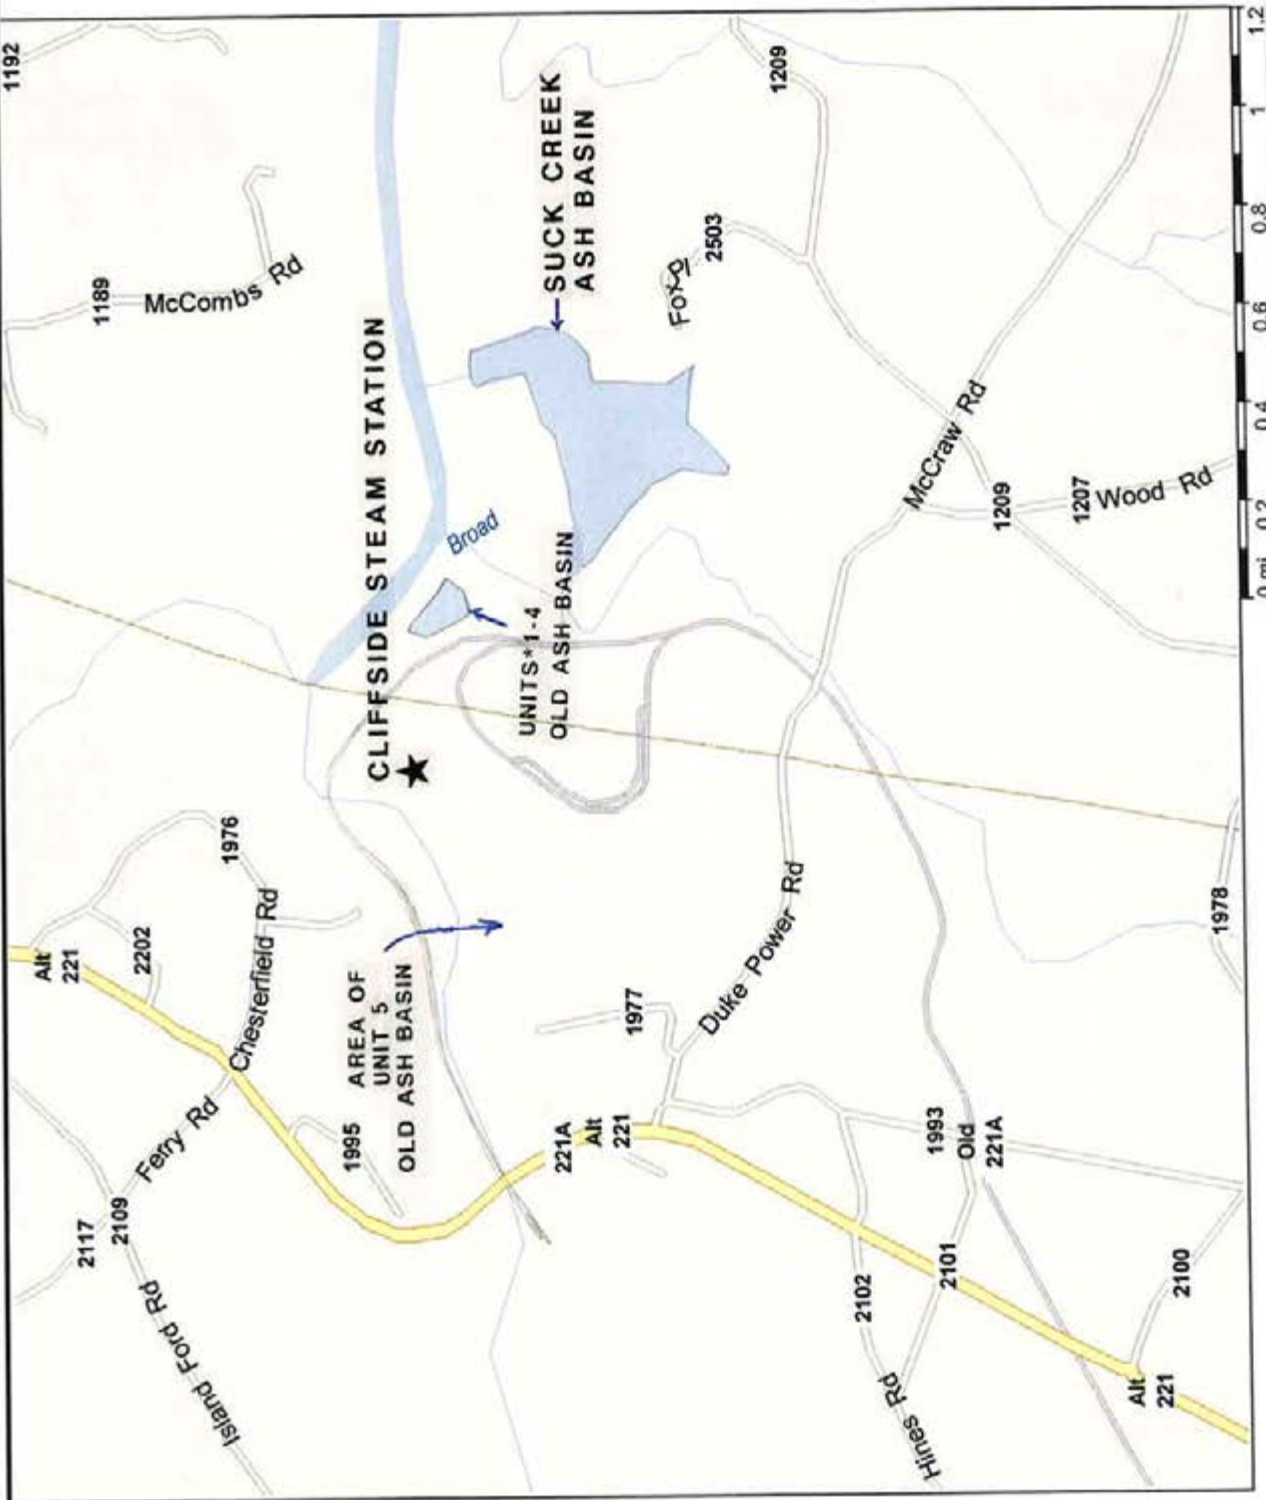 1192
1189
McCombs Rd
CLIFFSIDE STEAM STATION
SUCK CREEK
ASH BASIN
1209
Fox Pl
2503
Broad
UNITS*1-4
OLD ASH BASIN
McCraw Rd
1209
1207
Wood Rd
Alt
221
2202
1976
Chesterfield Rd
Ferry Rd
2117
2109
Island Ford Rd
1995
AREA OF
UNIT 5
OLD ASH BASIN
221A
Alt
221
1977
Duke Power Rd
1978
1993
Old
221A
2102
2101
Hines Rd
2100
Alt
221
0 mi
0.2
0.4
0.6
0.8
1
1.2